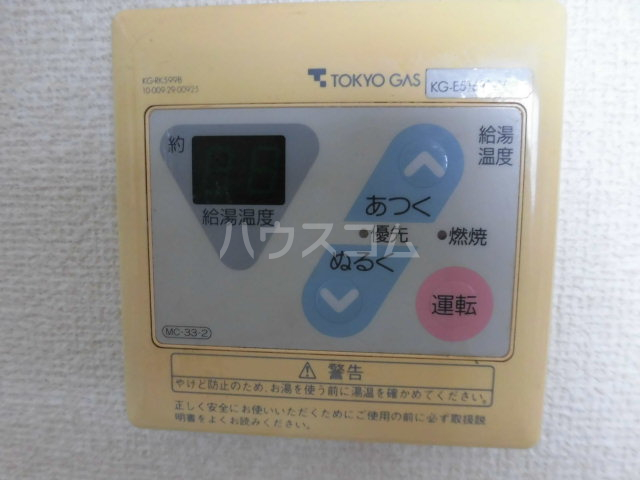 KG-RK599B
10·009·29·00925
TOKYO GAS
約
給湯温度
給湯
温度
あつく
優先
燃焼
ぬるく
運転
MC-33-2
ハウスコム
警告
やけど防止のため、お湯を使う前に湯温を確かめてください。
正しく安全にお使いいただくためにご使用の前に必ず取扱説
明書をよくお読みください。